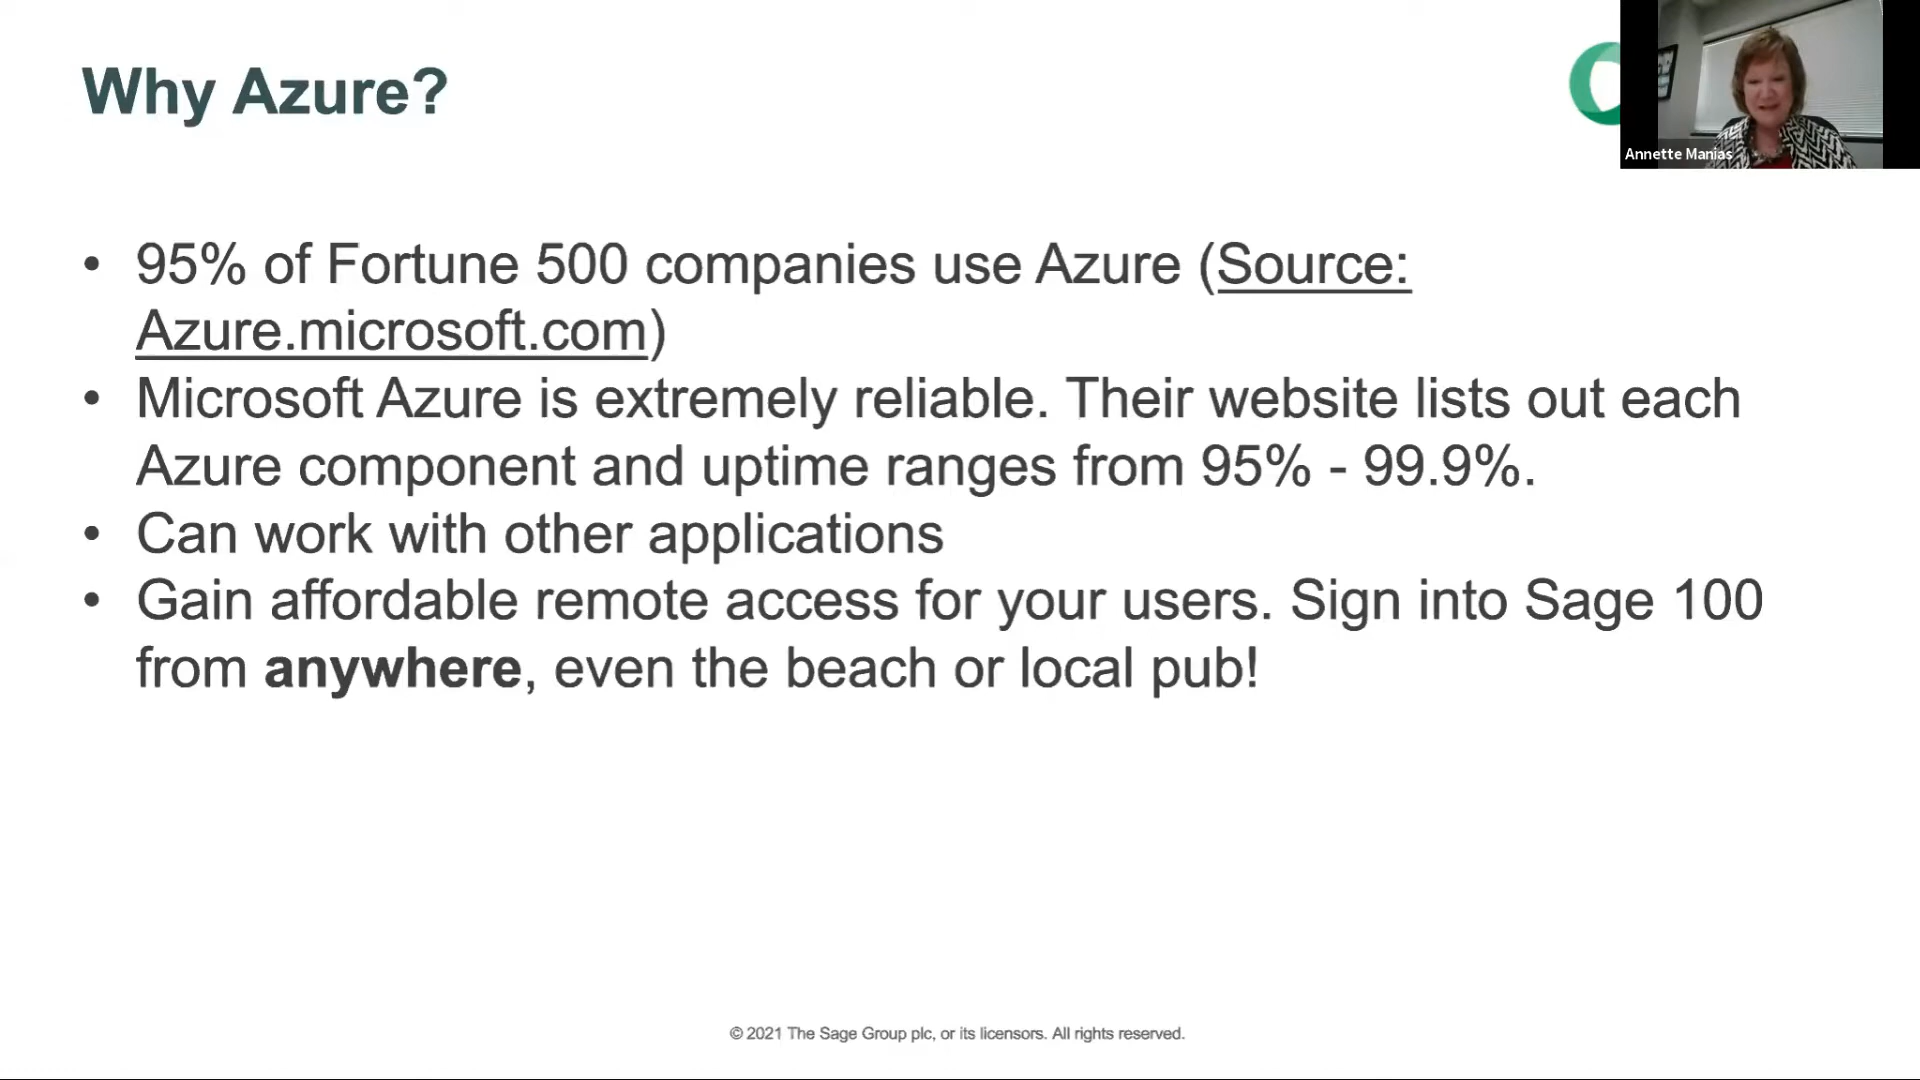 Why Azure?
Annette Manias
• 95% of Fortune 500 companies use Azure (Source:
Azure.microsoft.com)
• Microsoft Azure is extremely reliable. Their website lists out each
Azure component and uptime ranges from 95% - 99.9%.
• Can work with other applications
• Gain affordable remote access for your users. Sign into Sage 100
from anywhere, even the beach or local pub!
© 2021 The Sage Group plc, or its licensors. All rights reserved.